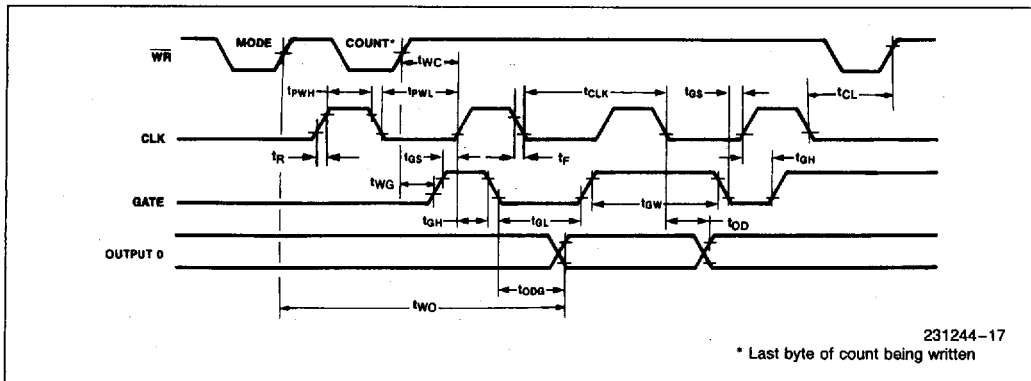 WR MODE COUNT*
tWC
tPWH tPWL tCLK tGS tCL
CLK
tR tGS tF tGH
tWG
GATE
tGH tGL tGW tOD
OUTPUT 0
tODG
tWO
231244-17
* Last byte of count being written